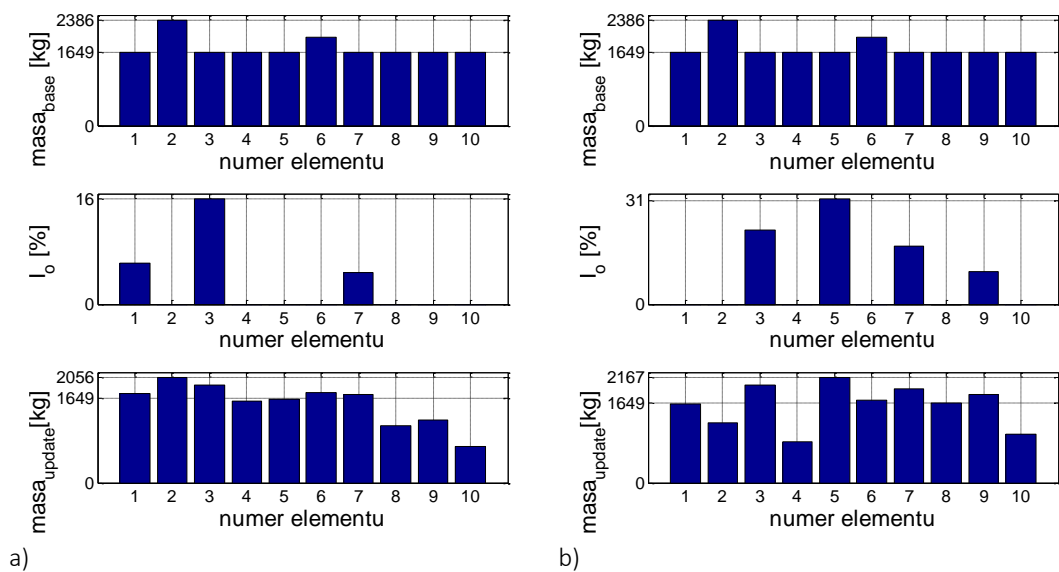 2386
1649
0
masa_base [kg]
1 2 3 4 5 6 7 8 9 10
numer elementu
16
0
I_o [%]
1 2 3 4 5 6 7 8 9 10
numer elementu
2056
1649
0
masa_update[kg]
1 2 3 4 5 6 7 8 9 10
numer elementu
a)
2386
1649
0
masa_base [kg]
1 2 3 4 5 6 7 8 9 10
numer elementu
31
0
I_o [%]
1 2 3 4 5 6 7 8 9 10
numer elementu
2167
1649
0
masa_update[kg]
1 2 3 4 5 6 7 8 9 10
numer elementu
b)